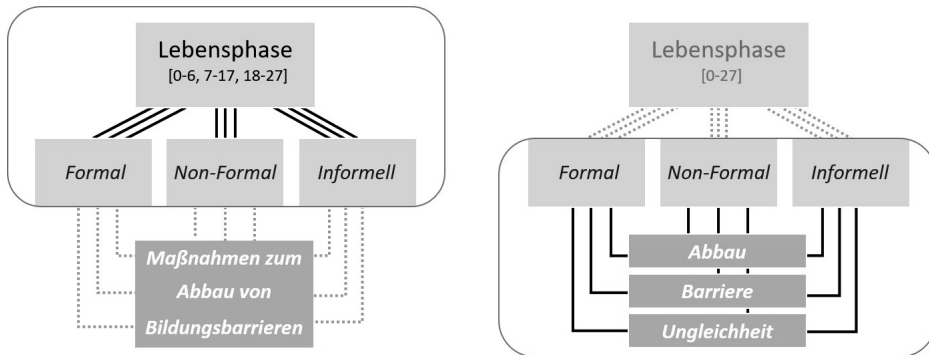 Lebensphase
[0-6, 7-17, 18-27]
Formal
Non-Formal
Informell
Maßnahmen zum
Abbau von
Bildungsbarrieren
Lebensphase
[0-27]
Formal
Non-Formal
Informell
Abbau
Barriere
Ungleichheit